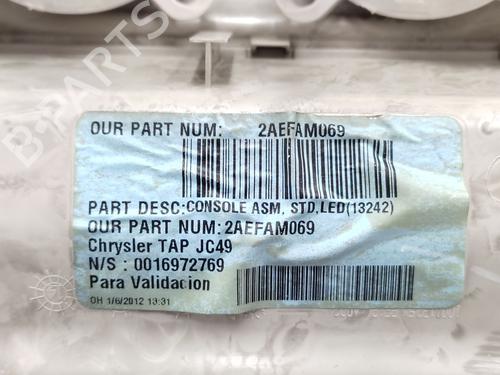 B-PARTS
OUR PART NUM: 2AEFAM069
PART DESC:CONSOLE ASM, STD,LED(13242)
OUR PART NUM:2AEFAM069
Chrysler TAP JC49
N/S : 0016972769
Para Validacion
OH 1/6/2012 13:31